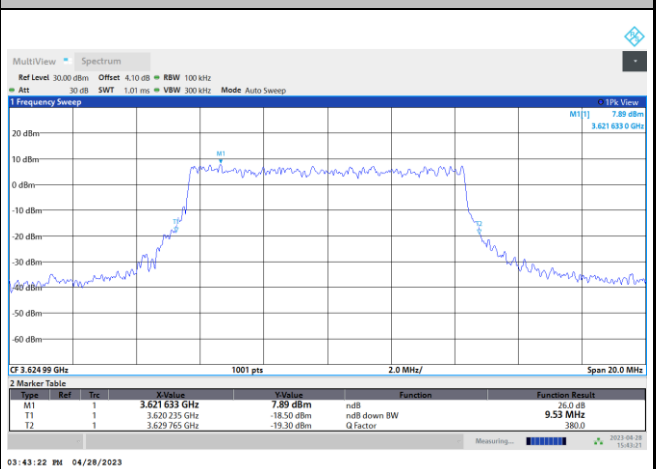 MultiView Spectrum
Ref Level 30.00 dBm Offset 4.10 dB RBW 100 kHz
Att 30 dB SWT 1.01 ms VBW 300 kHz Mode Auto Sweep
1 Frequency Sweep 1Pk View
M1[1] 7.89 dBm
3.621 633 0 GHz
20 dBm
M1
10 dBm
0 dBm
-10 dBm
T1 T2
-20 dBm
-30 dBm
-40 dBm
-50 dBm
-60 dBm
CF 3.624 99 GHz 1001 pts 2.0 MHz/ Span 20.0 MHz
2 Marker Table
Type Ref Trc X-Value Y-Value Function Function Result
M1 1 3.621 633 GHz 7.89 dBm ndB 26.0 dB
T1 1 3.620 235 GHz -18.50 dBm ndB down BW 9.53 MHz
T2 1 3.629 765 GHz -19.30 dBm Q Factor 380.0
Measuring... 2023-04-28
15:43:21
03:43:22 PM 04/28/2023